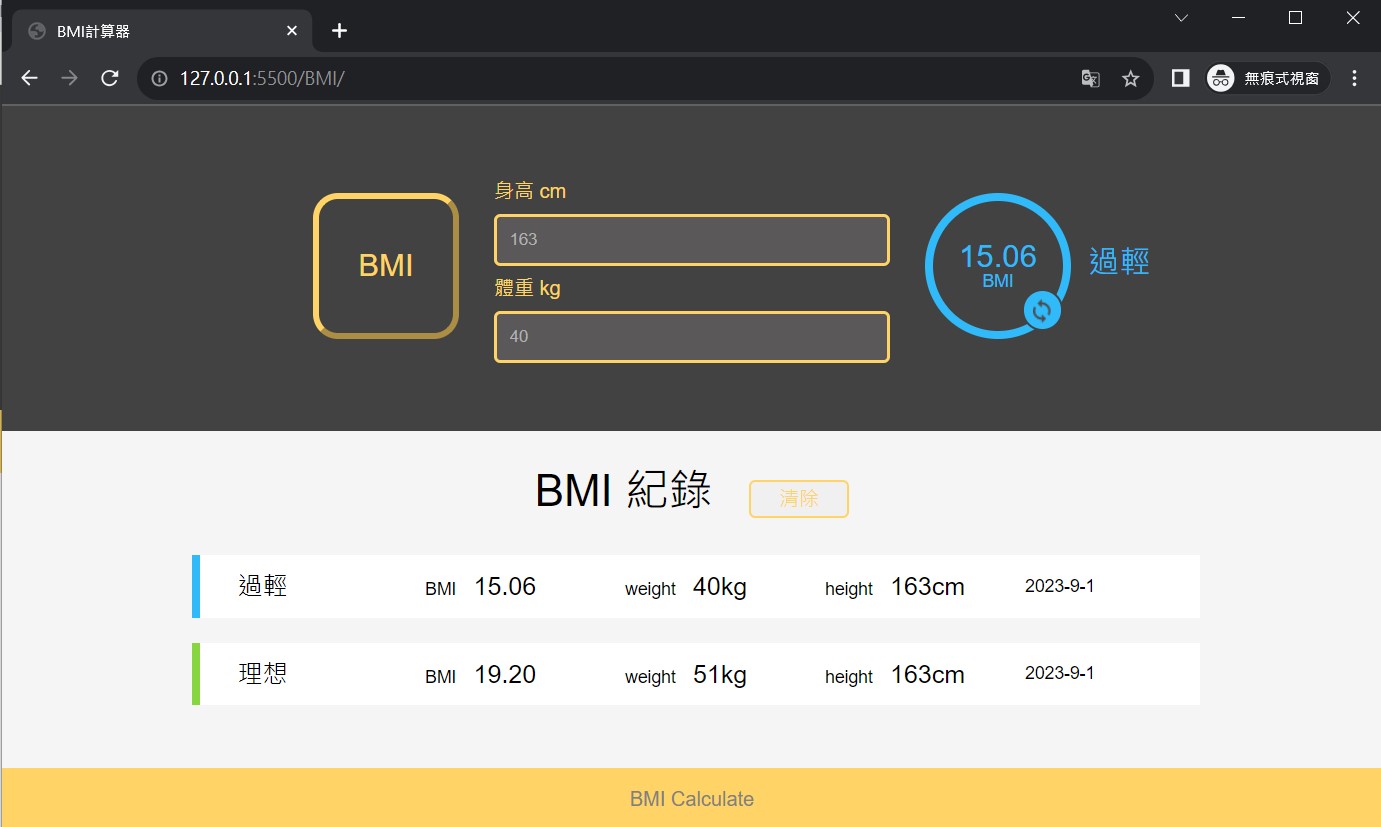 BMI計算器
127.0.0.1:5500/BMI/
無痕式視窗
身高 cm
163
BMI
體重 kg
40
15.06
BMI
過輕
BMI 紀錄 清除
過輕 BMI 15.06 weight 40kg height 163cm 2023-9-1
理想 BMI 19.20 weight 51kg height 163cm 2023-9-1
BMI Calculate